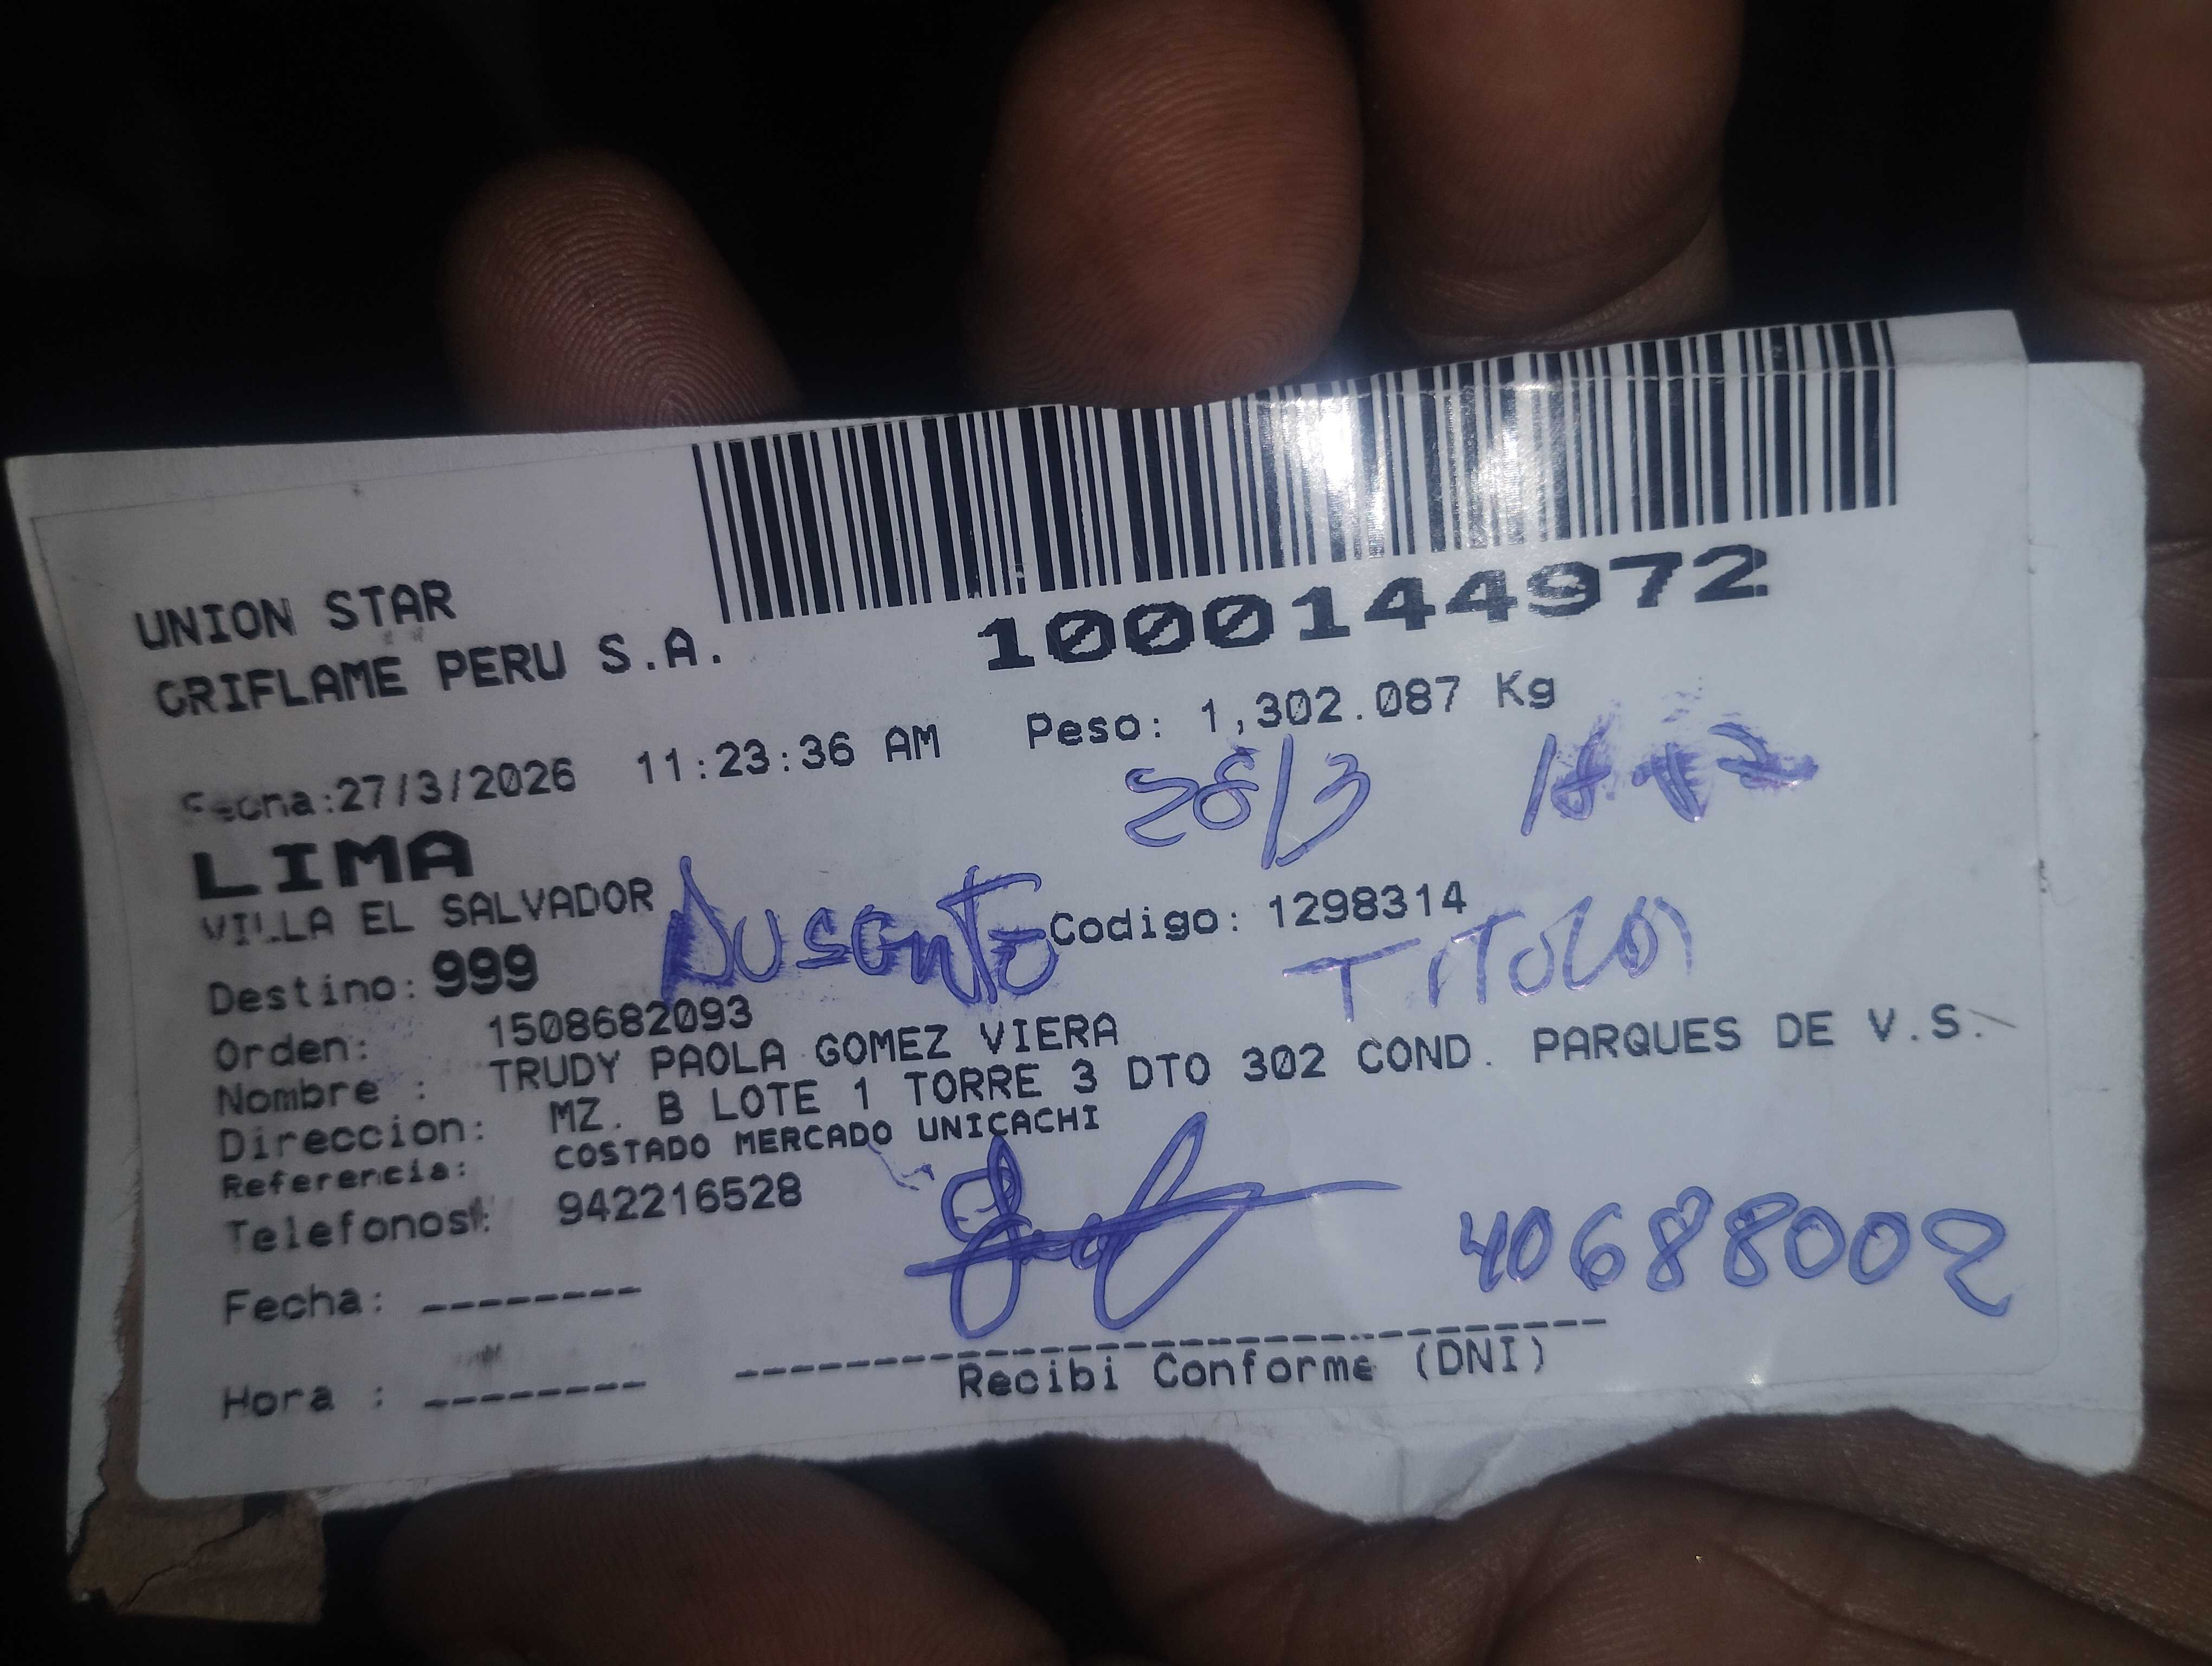 UNION STAR
ORIFLAME PERU S.A.
1000144972
Fecha:27/3/2026 11:23:36 AM Peso: 1,302.087 Kg
28/3
LIMA
VILLA EL SALVADOR
Ausente
Codigo: 1298314
Destino: 999
TITULAR
Orden: 1508682093
Nombre : TRUDY PAOLA GOMEZ VIERA
Direccion: MZ. B LOTE 1 TORRE 3 DTO 302 COND. PARQUES DE V.S.
Referencia: COSTADO MERCADO UNICACHI
Telefonos: 942216528
40688002
Fecha: --------
Hora : --------
Recibi Conforme (DNI)